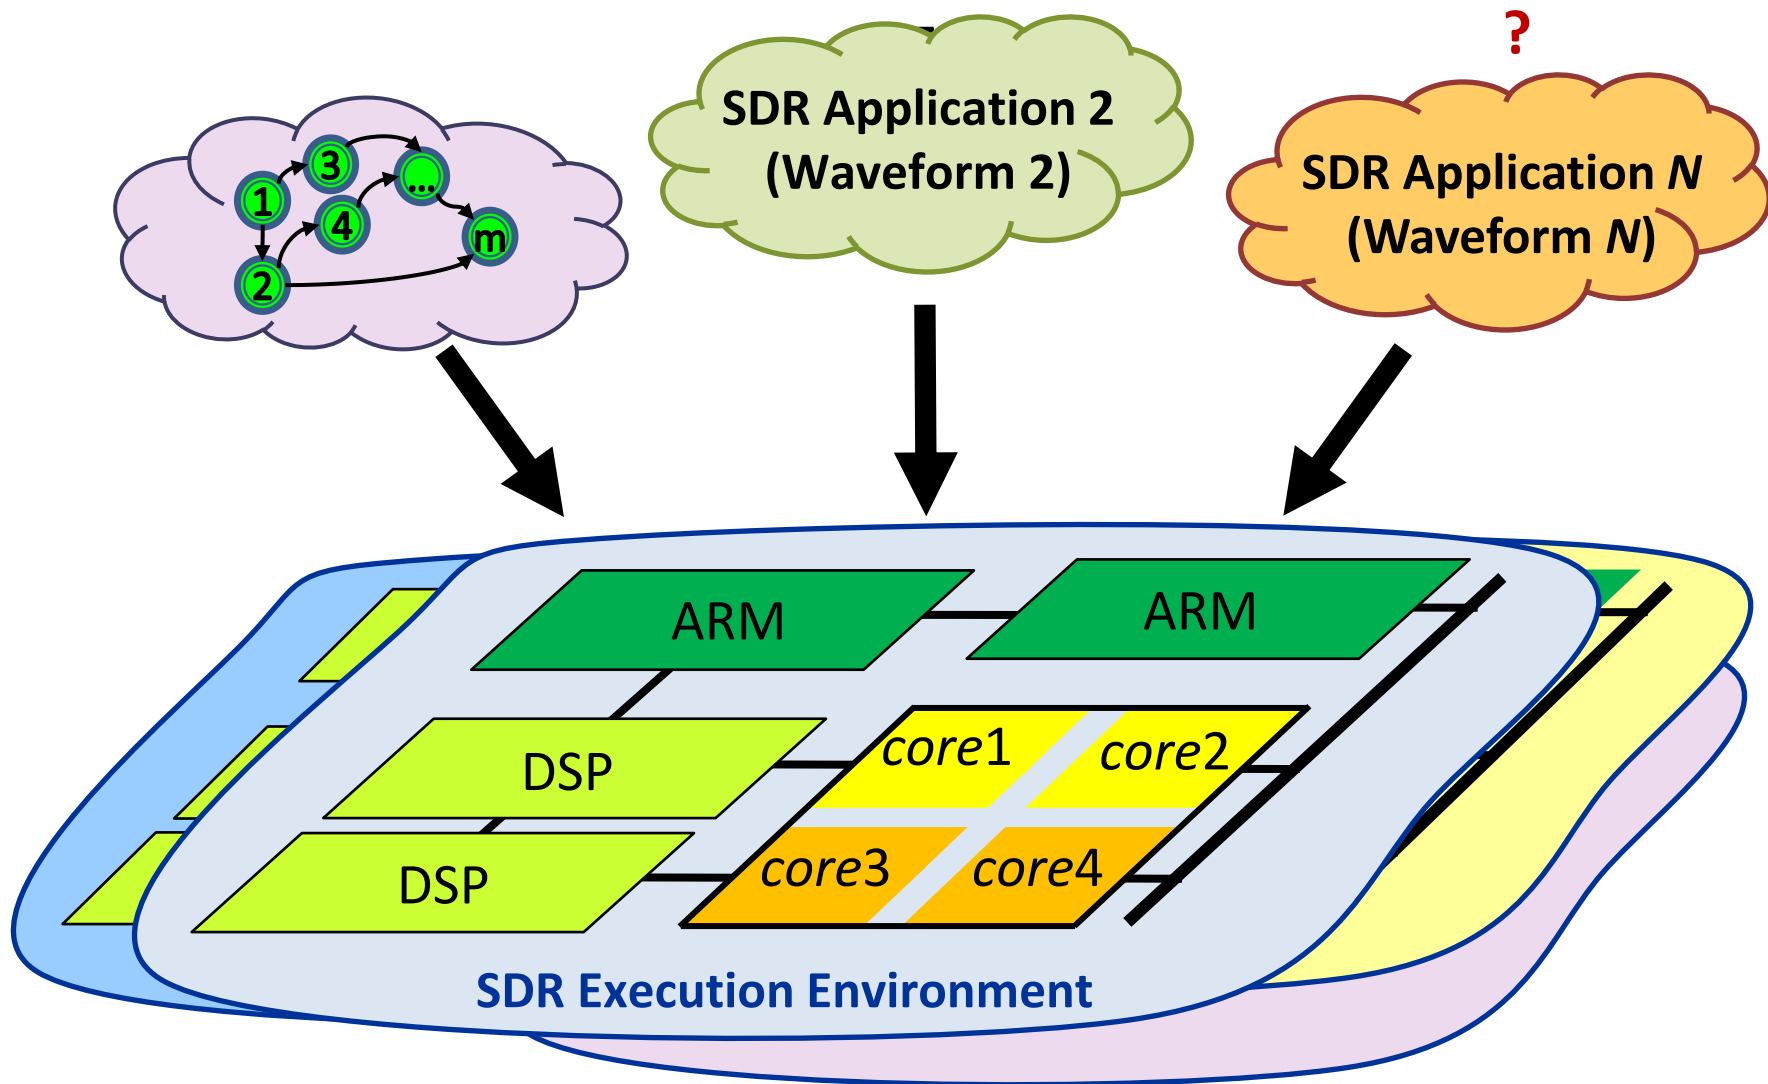 ?
SDR Application 2
(Waveform 2)
SDR Application N
(Waveform N)
3
...
1
4
m
2
ARM
ARM
core1
core2
DSP
core3
core4
DSP
SDR Execution Environment